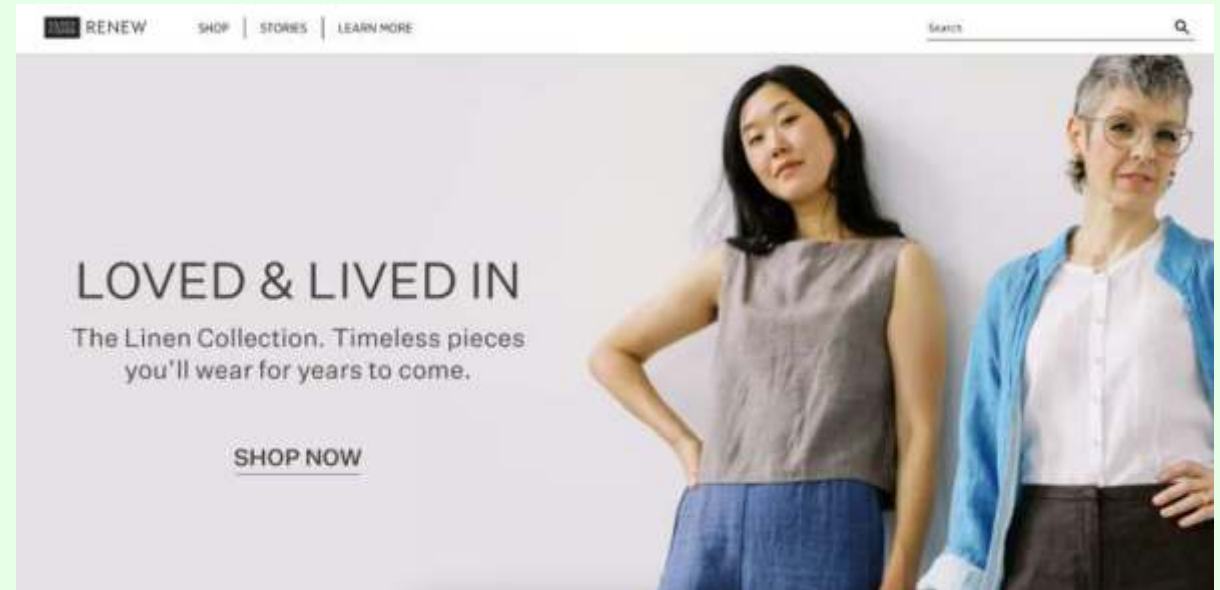 RENEW
SHOP
STORIES
LEARN MORE
Search
LOVED & LIVED IN
The Linen Collection. Timeless pieces
you'll wear for years to come.
SHOP NOW